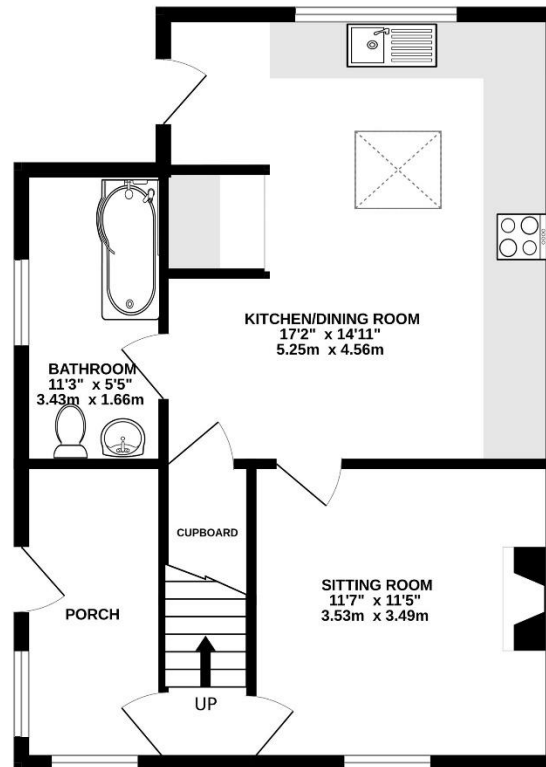 KITCHEN/DINING ROOM
17'2" x 14'11"
5.25m x 4.56m
BATHROOM
11'3" x 5'5"
3.43m x 1.66m
CUPBOARD
SITTING ROOM
11'7" x 11'5"
3.53m x 3.49m
PORCH
UP